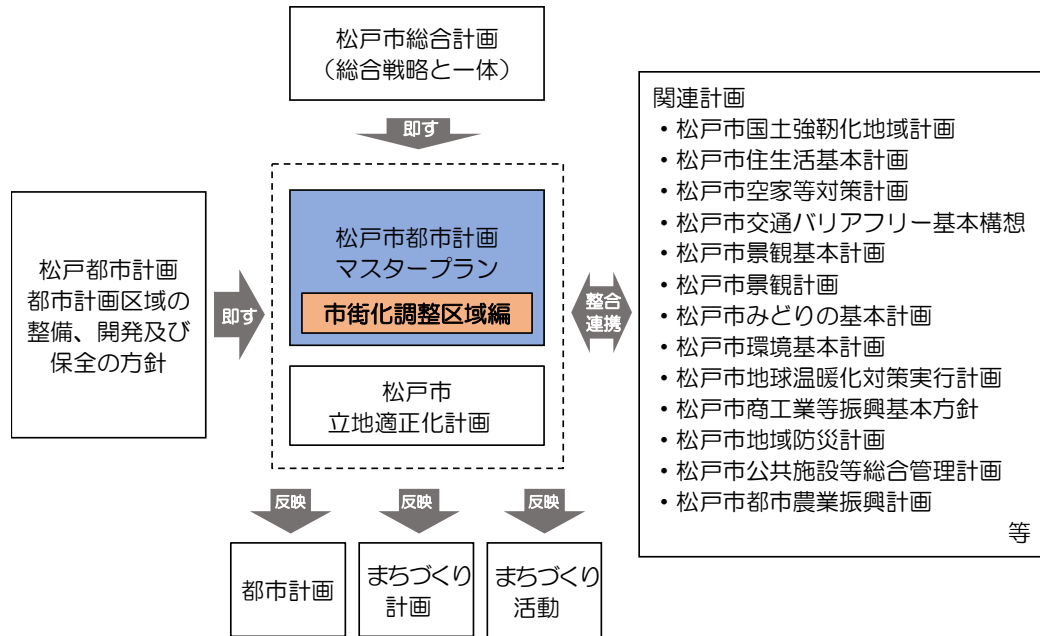 松戸市総合計画
（総合戦略と一体）
即す
松戸都市計画
都市計画区域の
整備、開発及び
保全の方針
即す
松戸市都市計画
マスタープラン
市街化調整区域編
松戸市
立地適正化計画
整合
連携
関連計画
・松戸市国土強靭化地域計画
・松戸市住生活基本計画
・松戸市空家等対策計画
・松戸市交通バリアフリー基本構想
・松戸市景観基本計画
・松戸市景観計画
・松戸市みどりの基本計画
・松戸市環境基本計画
・松戸市地球温暖化対策実行計画
・松戸市商工業等振興基本方針
・松戸市地域防災計画
・松戸市公共施設等総合管理計画
・松戸市都市農業振興計画
等
反映
反映
反映
都市計画
まちづくり
計画
まちづくり
活動